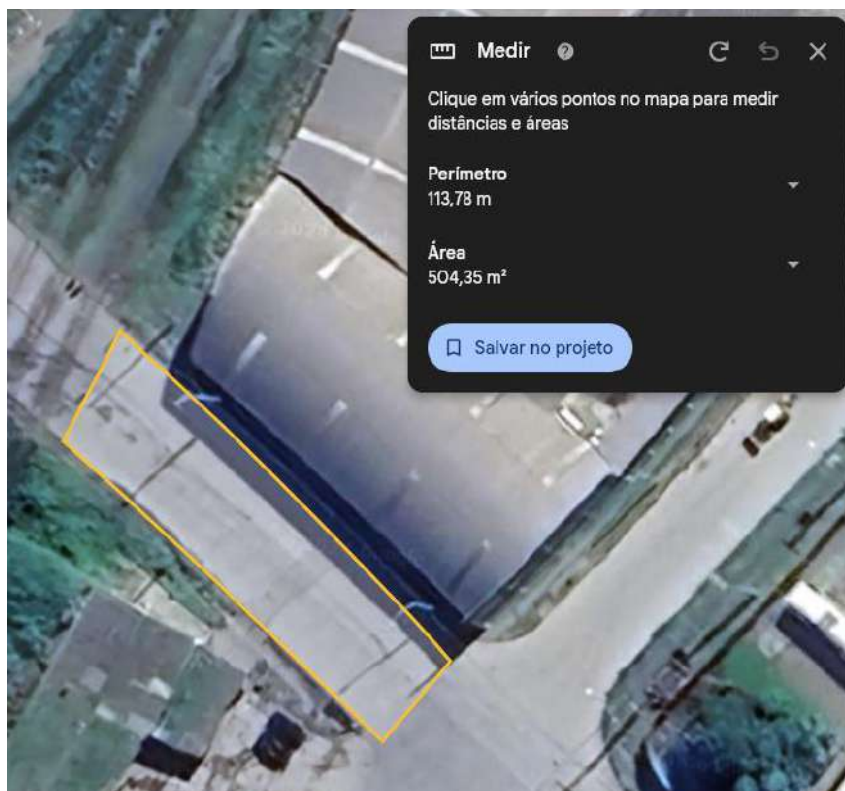 Medir
Clique em vários pontos no mapa para medir
distâncias e áreas
Perímetro
113,78 m
Área
504,35 m²
Salvar no projeto